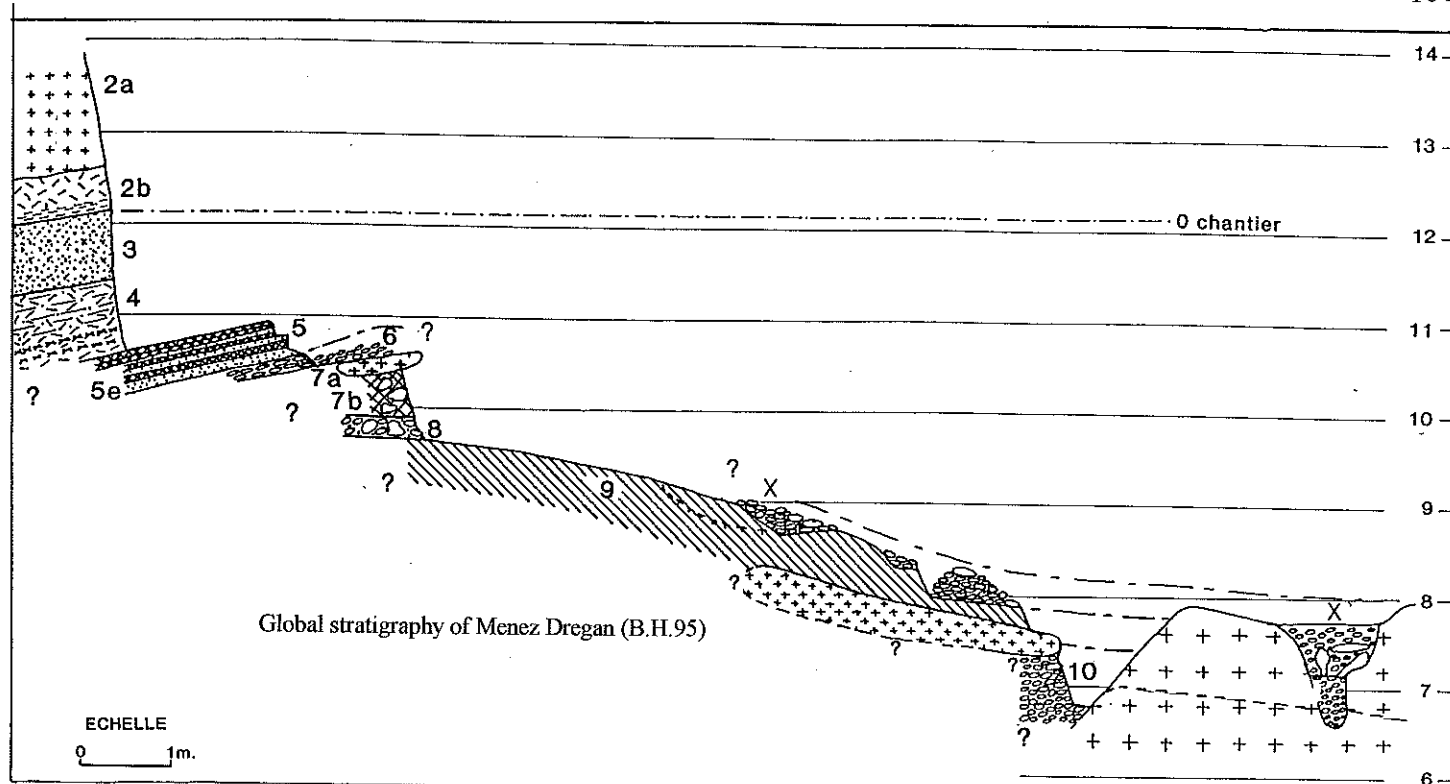 14
2a
13
2b
0 chantier
3
12
4
5
6
?
11
5e
7a
?
?
7b
10
8
?
?
X
9
9
8
Global stratigraphy of Menez Dregan (B.H.95)
?
X
?
?
10
7
ECHELLE
0
1m.
?
6